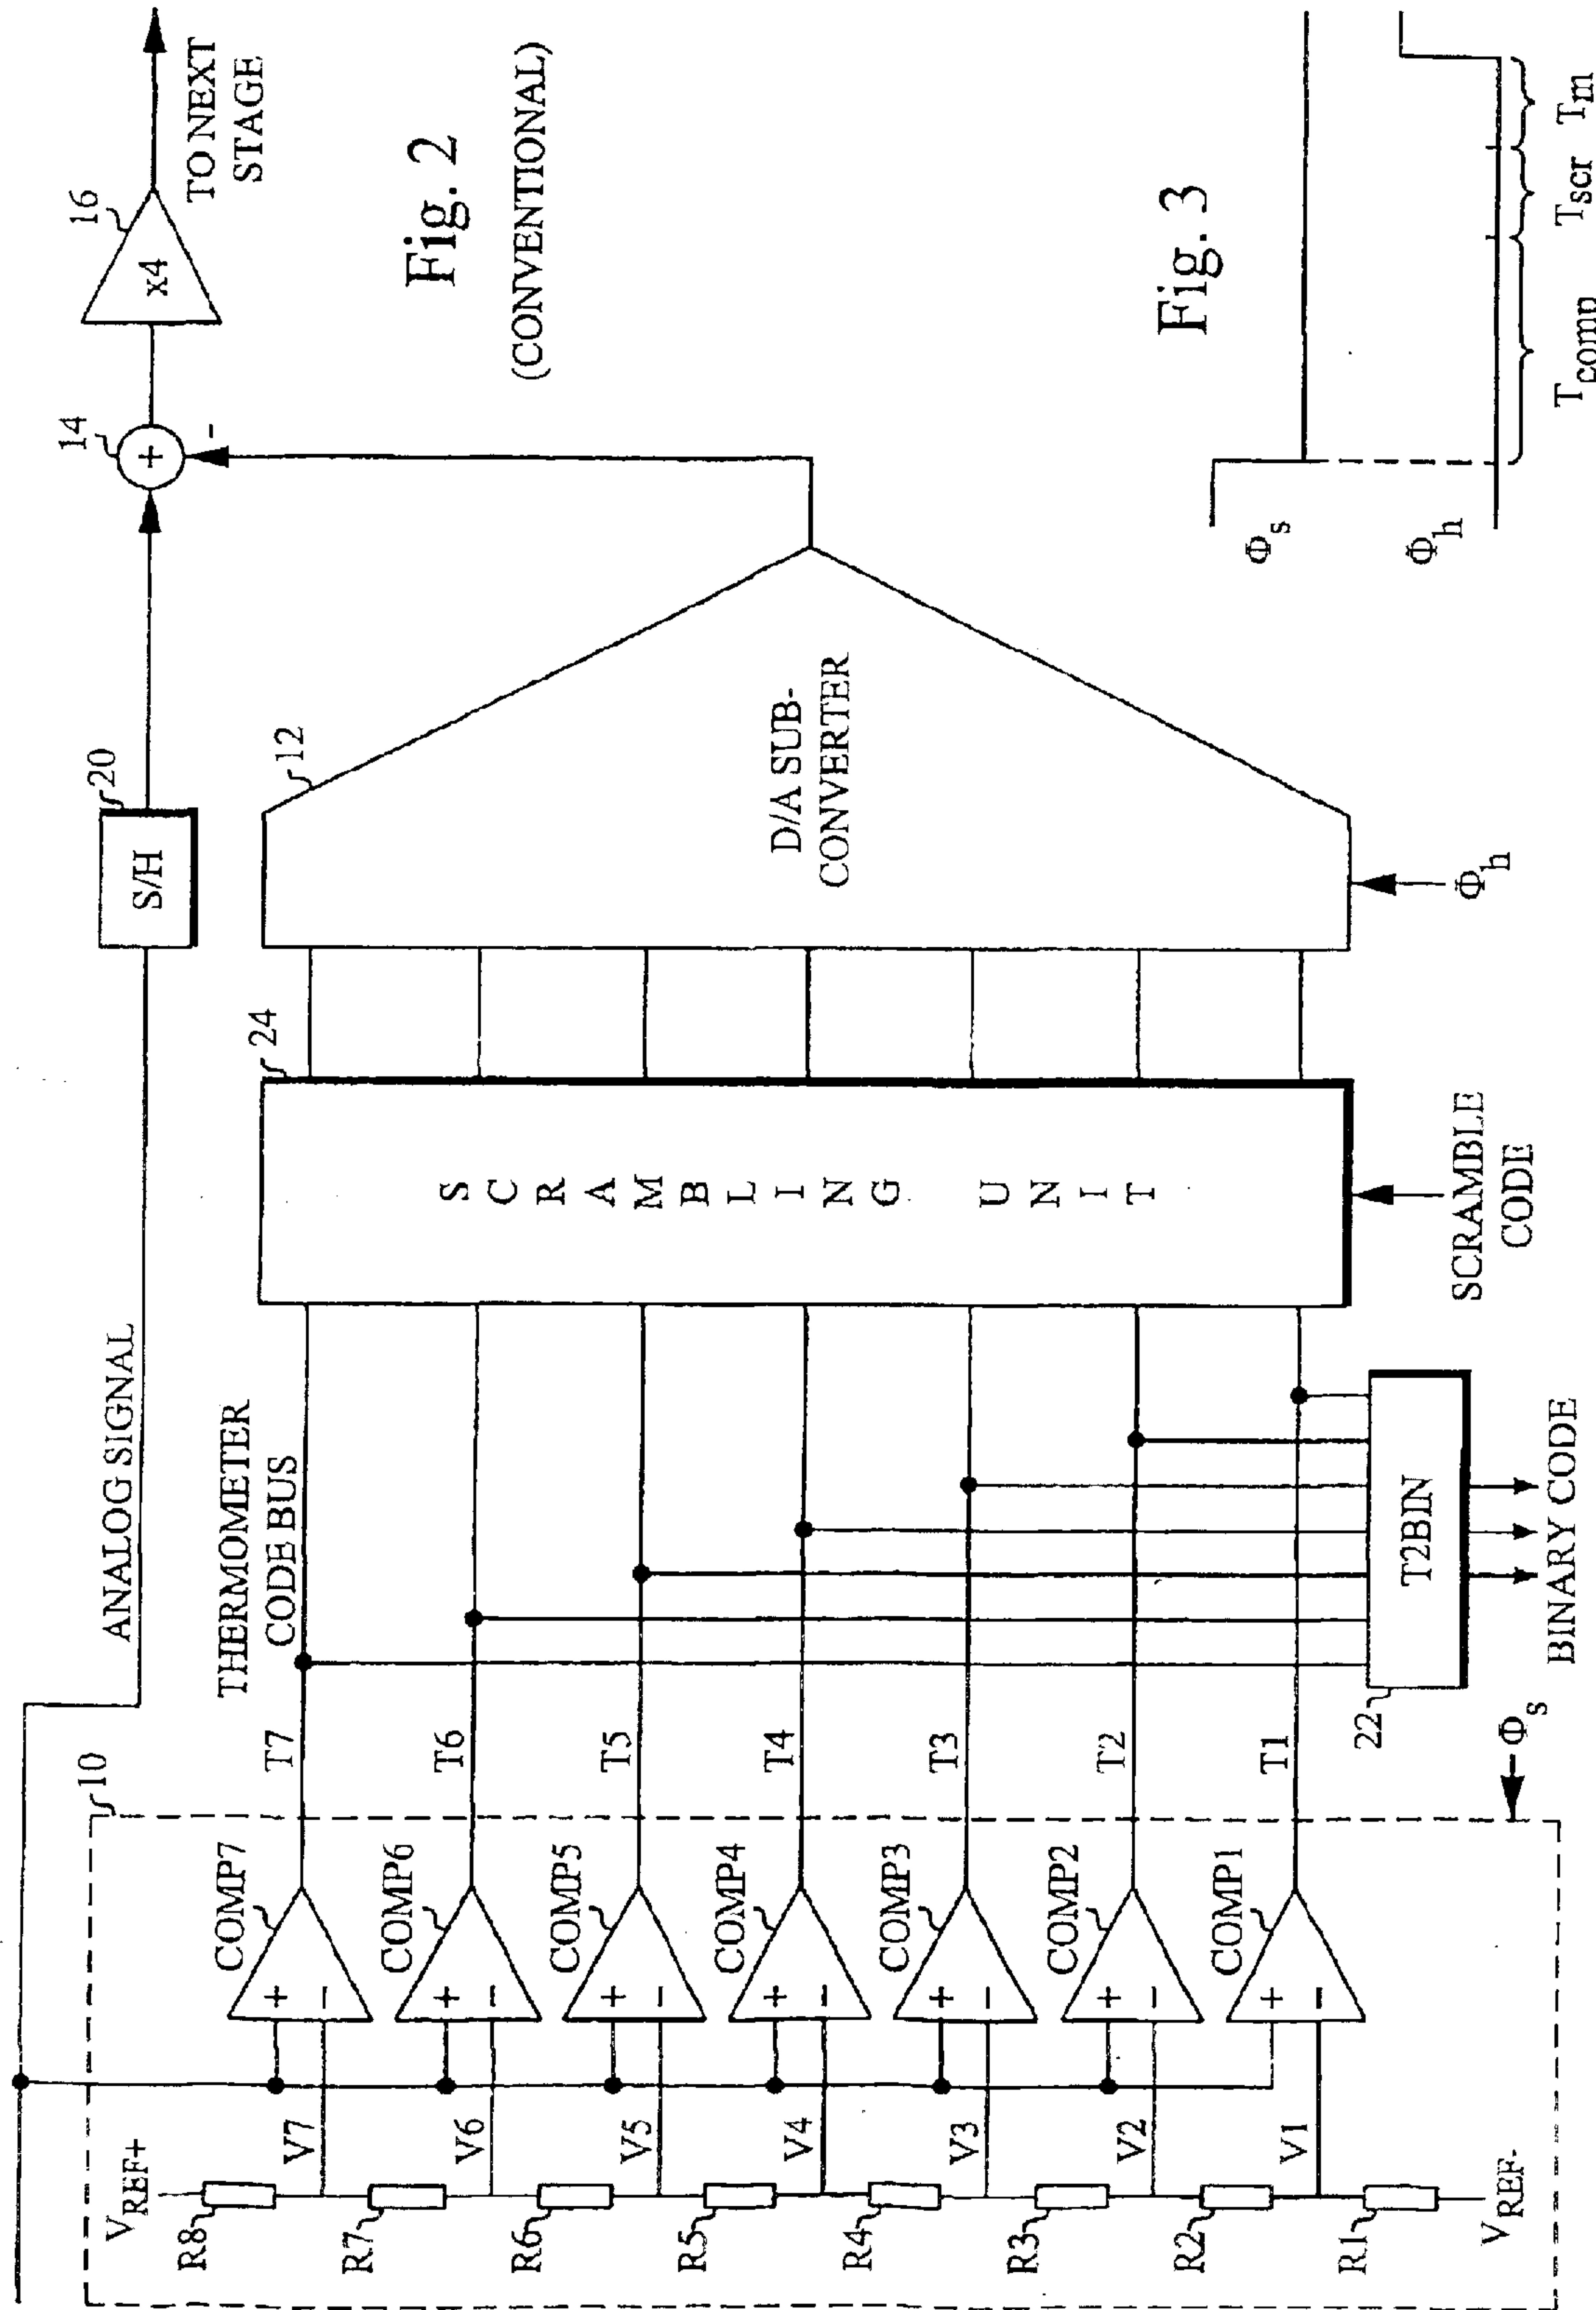 ANALOG SIGNAL
S/H
20
14
+
-
16
x4
TO NEXT
STAGE
10
VREF+
R8
R7
R6
R5
R4
R3
R2
R1
VREF-
V7
V6
V5
V4
V3
V2
V1
+
−
+
−
+
−
+
−
+
−
+
−
+
−
COMP7
COMP6
COMP5
COMP4
COMP3
COMP2
COMP1
T7
T6
T5
T4
T3
T2
T1
THERMOMETER
CODE BUS
Φs
22
T2BIN
BINARY CODE
24
SCRAMBLING UNIT
SCRAMBLE
CODE
12
D/A SUB-
CONVERTER
Φh
Fig. 2
(CONVENTIONAL)
Fig. 3
Φs
Φh
Tcomp Tscr Tm